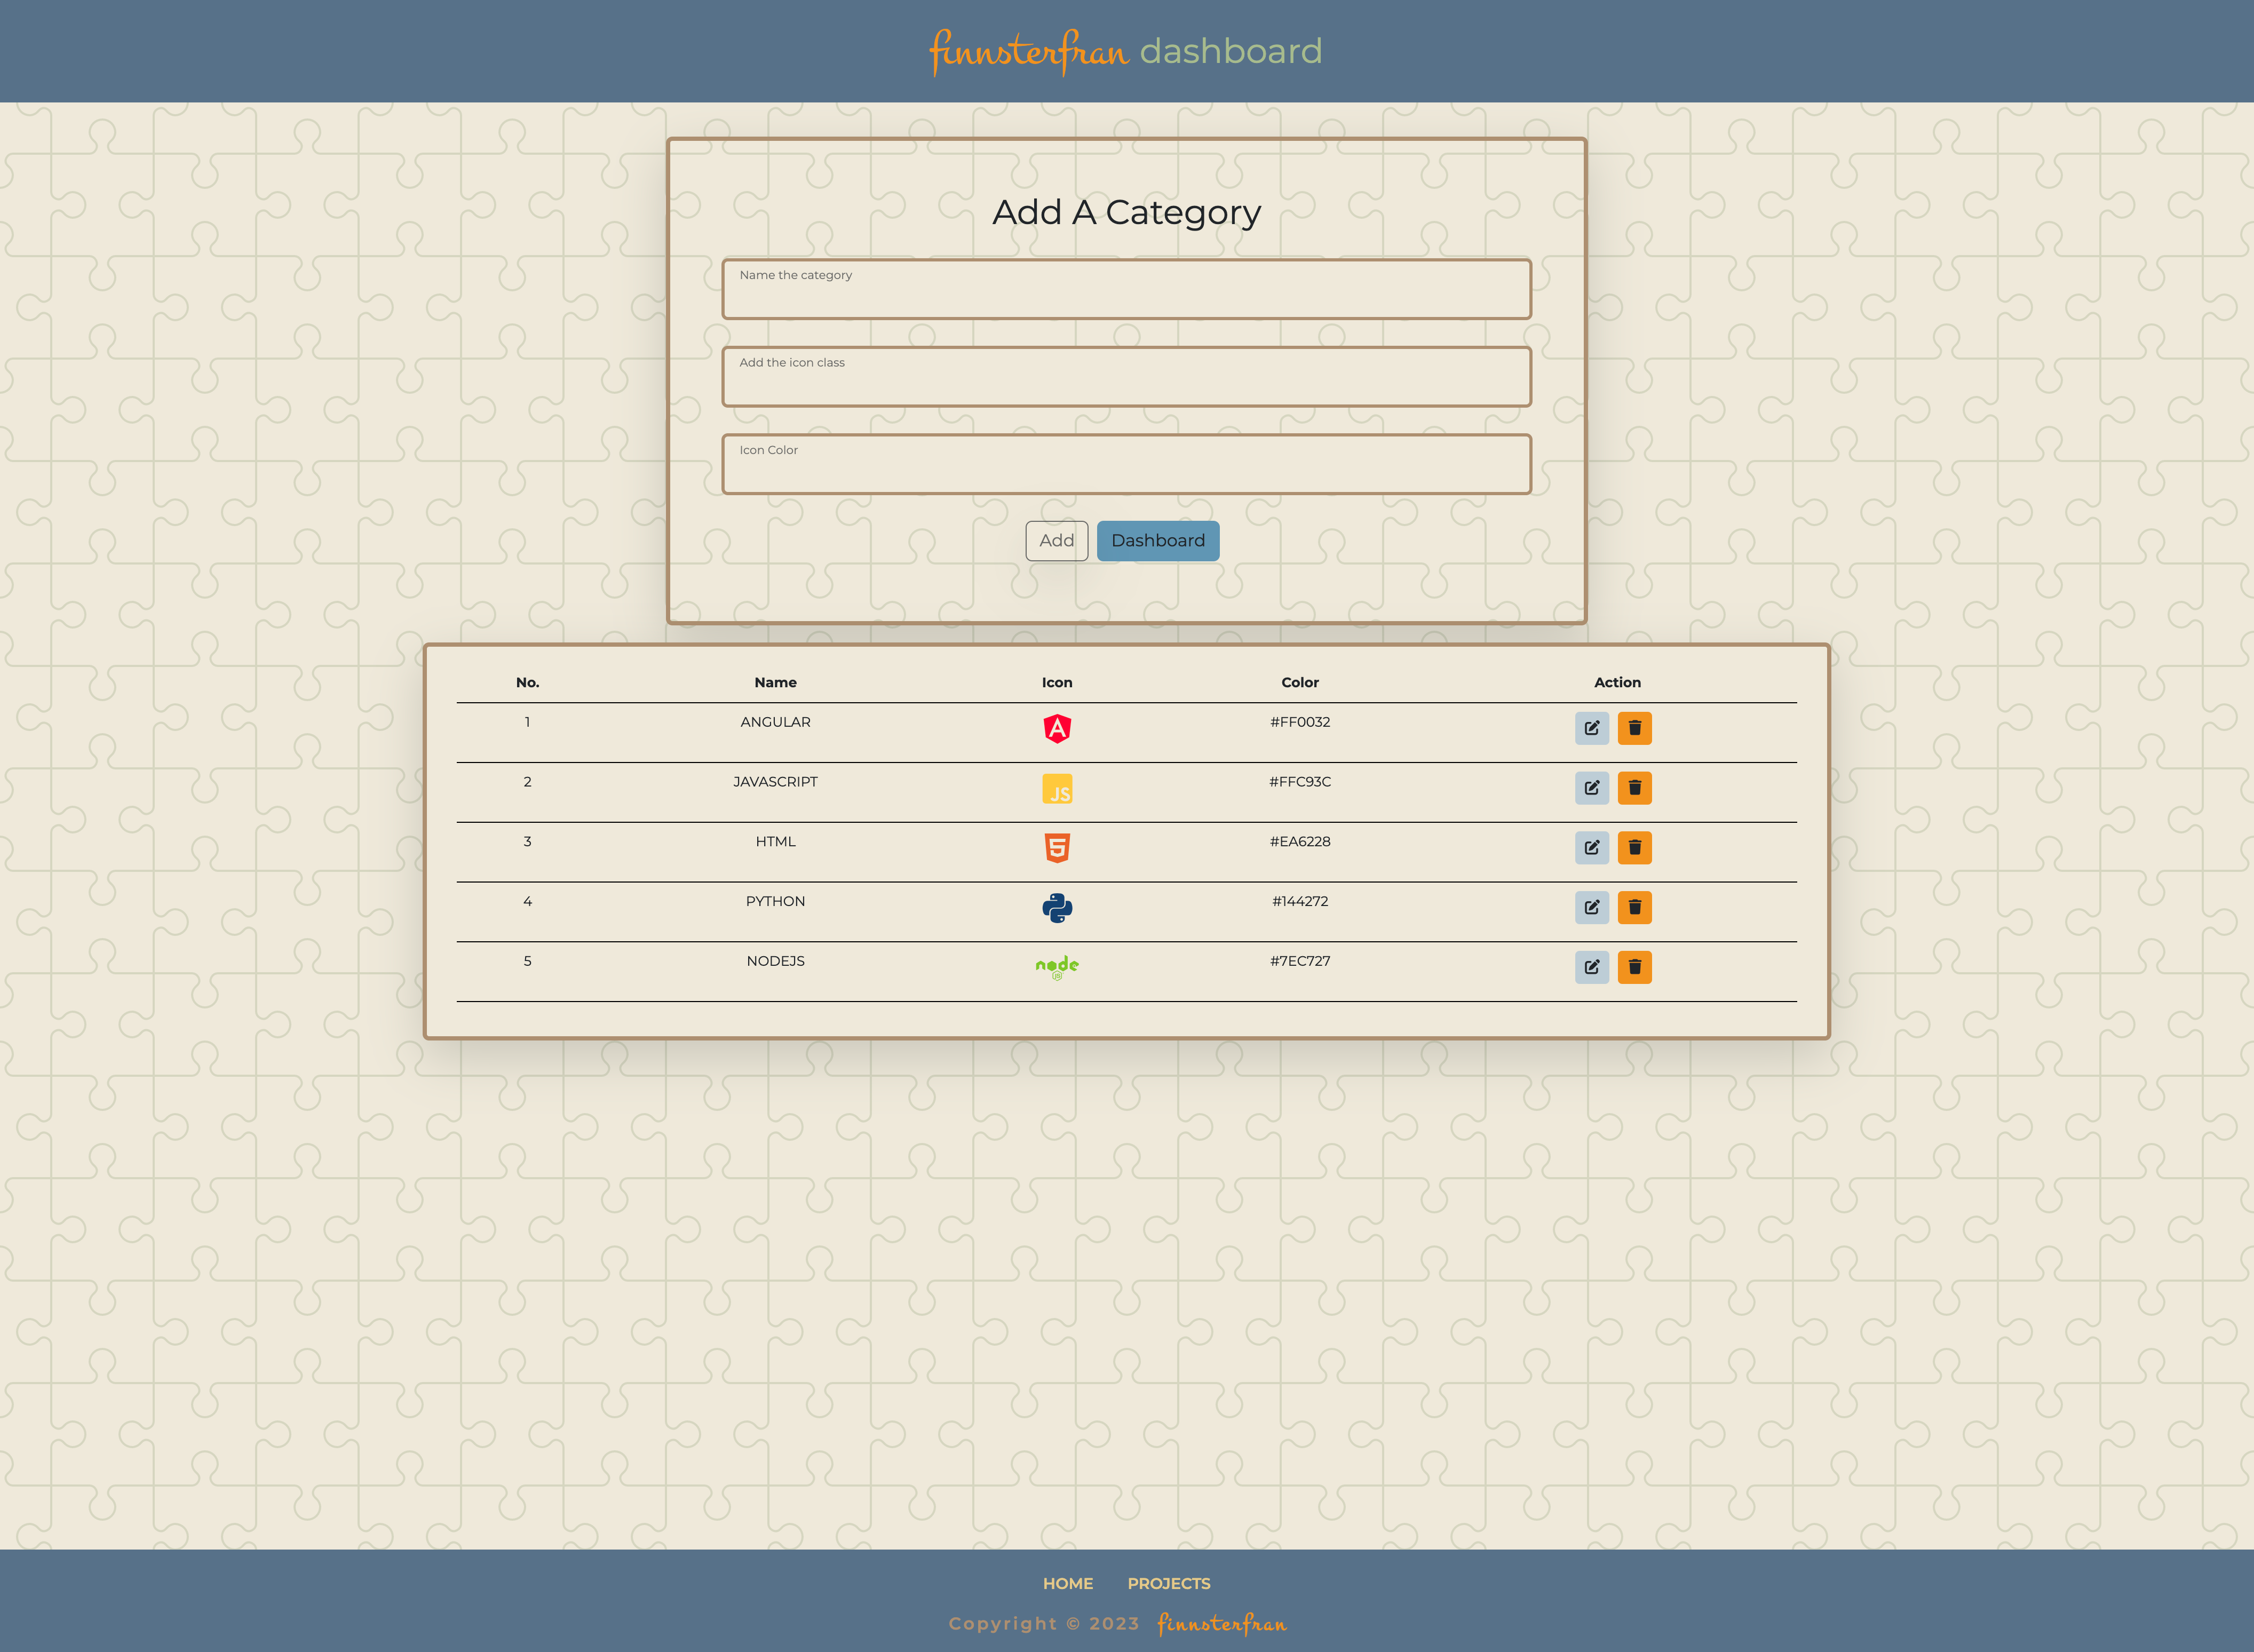 finnsterfran dashboard
Add A Category
Name the category
Add the icon class
Icon Color
Add Dashboard
No. Name Icon Color Action
1 ANGULAR A #FF0032
2 JAVASCRIPT JS #FFC93C
3 HTML 5 #EA6228
4 PYTHON #144272
5 NODEJS node JS #7EC727
HOME PROJECTS
Copyright © 2023 finnsterfran